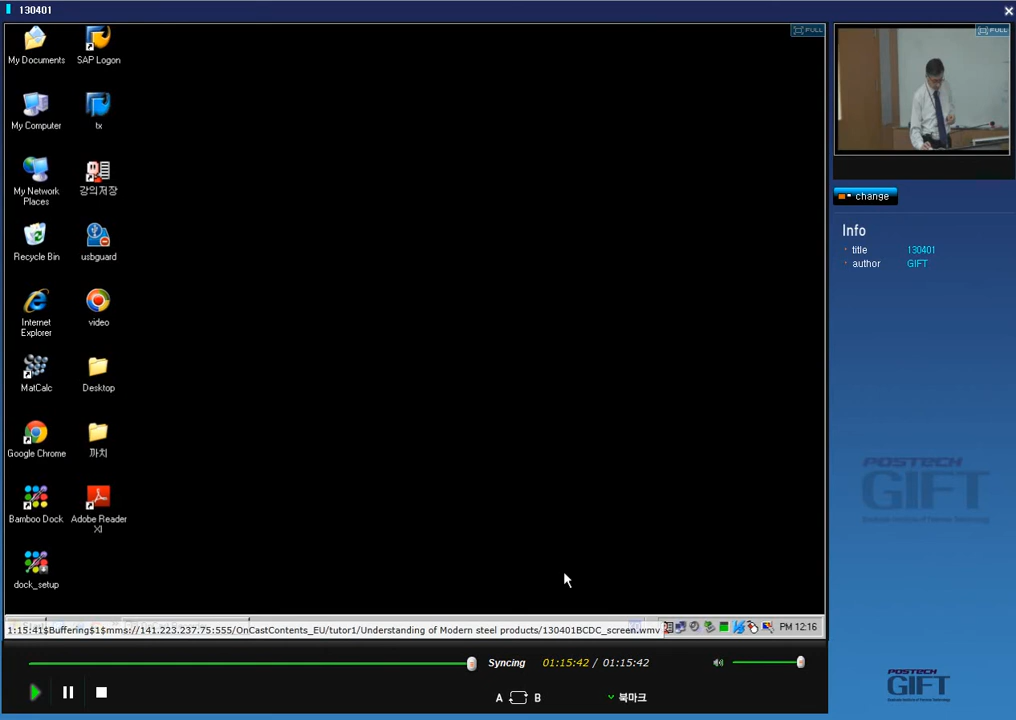 130401
FULL
FULL
My Documents
SAP Logon
My Computer
tx
My Network
Places
강의저장
Recycle Bin
usbguard
Internet
Explorer
video
MatCalc
Desktop
Google Chrome
까치
Bamboo Dock
Adobe Reader
XI
dock_setup
1:15:41$Buffering$1$mms://141.223.237.75:555/OnCastContents_EU/tutor1/Understanding of Modern steel products/130401BCDC_screen.wmv
PM 12:16
change
Info
title 130401
author GIFT
POSTECH
GIFT
Syncing 01:15:42 / 01:15:42
A B
북마크
POSTECH
GIFT